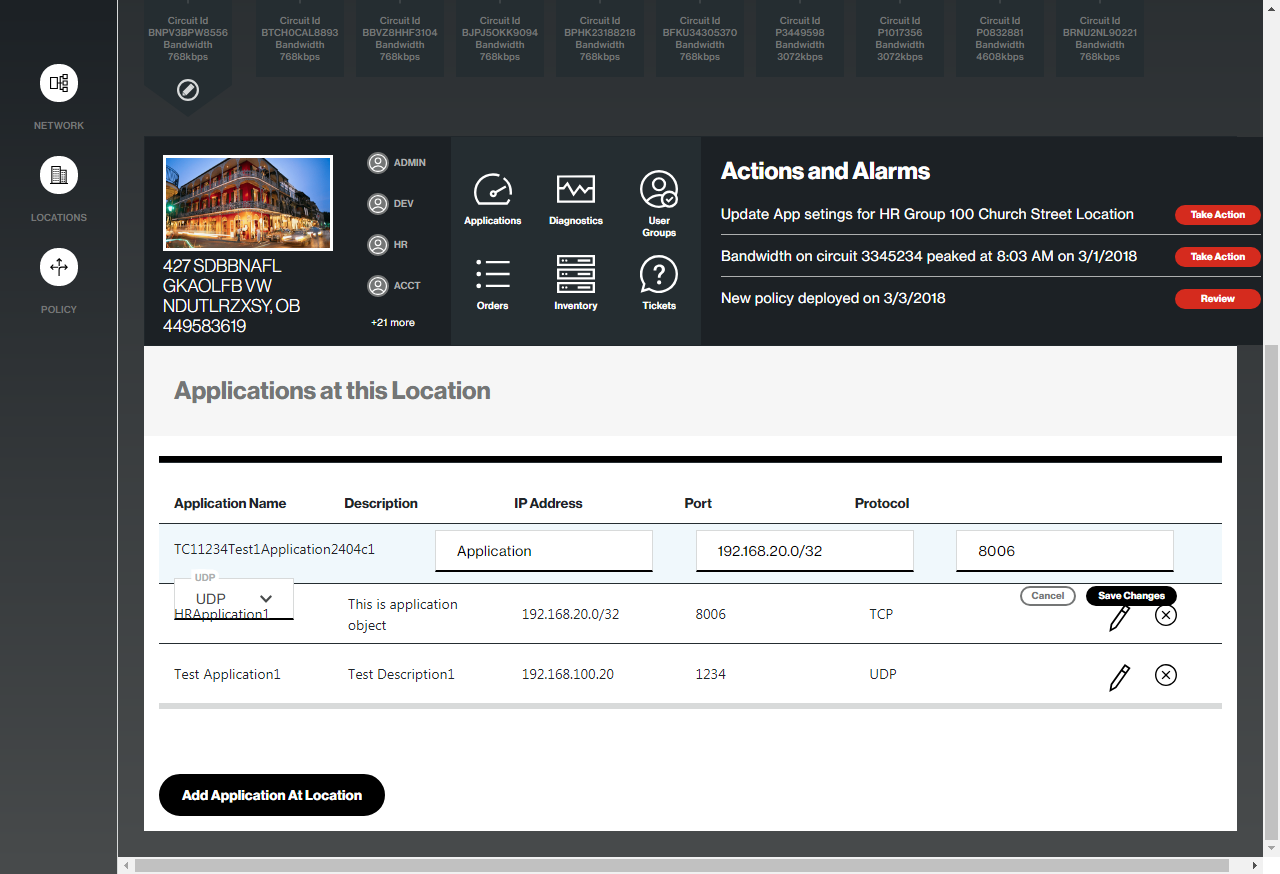 Circuit Id
BNPV3BPW8556
Bandwidth
768kbps
Circuit Id
BTCH0CAL8893
Bandwidth
768kbps
Circuit Id
BBVZ8HHF3104
Bandwidth
768kbps
Circuit Id
BJPJ5OKK9094
Bandwidth
768kbps
Circuit Id
BPHK23188218
Bandwidth
768kbps
Circuit Id
BFKU34305370
Bandwidth
768kbps
Circuit Id
P3449598
Bandwidth
3072kbps
Circuit Id
P1017356
Bandwidth
3072kbps
Circuit Id
P0832881
Bandwidth
4608kbps
Circuit Id
BRNU2NL90221
Bandwidth
768kbps
NETWORK
LOCATIONS
POLICY
427 SDBBNAFL
GKAOLFB VW
NDUTLRZXSY, OB
449583619
ADMIN
DEV
HR
ACCT
+21 more
Applications
Diagnostics
User
Groups
Orders
Inventory
Tickets
Actions and Alarms
Update App setings for HR Group 100 Church Street Location
Take Action
Bandwidth on circuit 3345234 peaked at 8:03 AM on 3/1/2018
Take Action
New policy deployed on 3/3/2018
Review
Applications at this Location
Application Name Description IP Address Port Protocol
TC11234Test1Application2404c1 Application 192.168.20.0/32 8006
UDP
UDP
Cancel Save Changes
HRApplication1 This is application
object 192.168.20.0/32 8006 TCP
Test Application1 Test Description1 192.168.100.20 1234 UDP
Add Application At Location